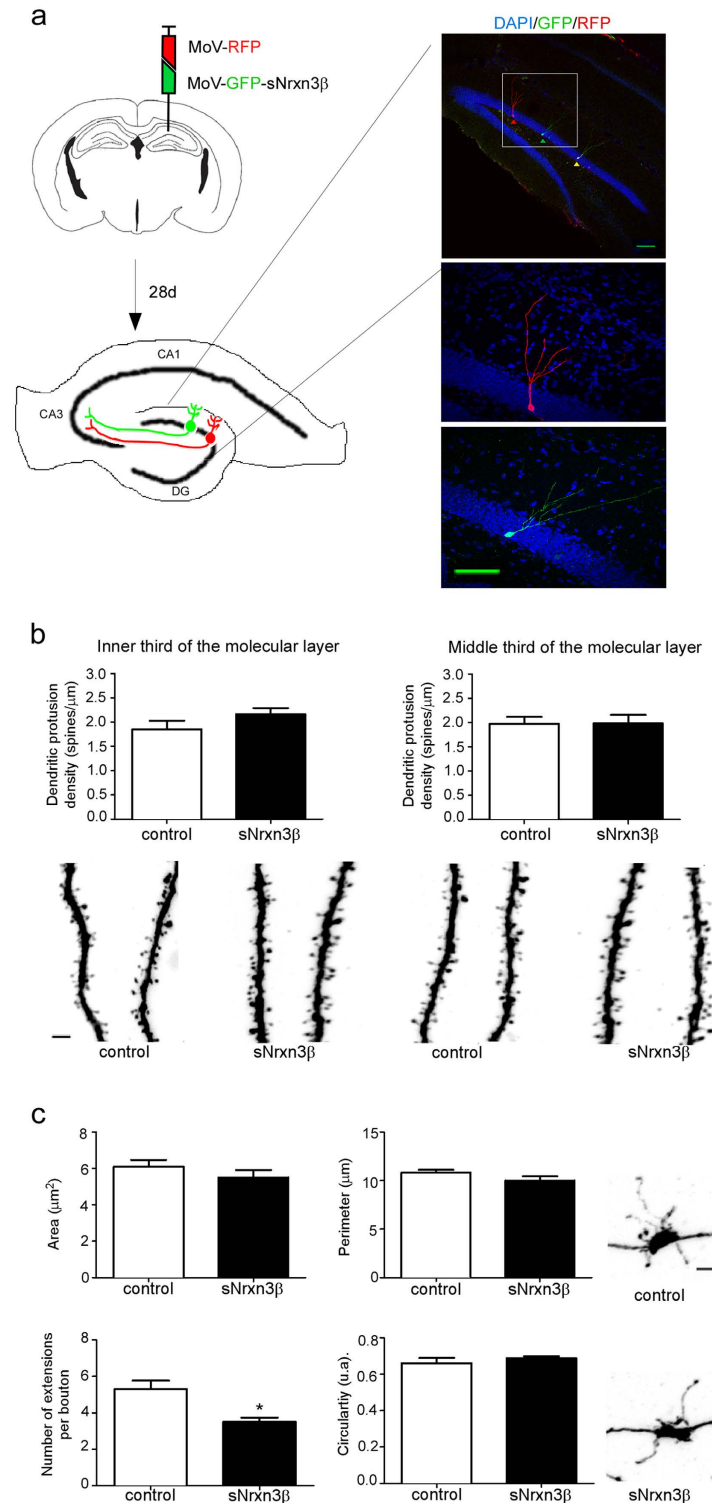 a
DAPI/GFP/RFP
MoV-RFP
MoV-GFP-sNrxn3β
28d
CA1
CA3
DG
b
Inner third of the molecular layer
Middle third of the molecular layer
Dendritic protusion
density (spines/μm)
3.0
2.5
2.0
1.5
1.0
0.5
0.0
control
sNrxn3β
Dendritic protusion
density (spines/μm)
3.0
2.5
2.0
1.5
1.0
0.5
0.0
control
sNrxn3β
control
sNrxn3β
control
sNrxn3β
c
Area (μm²)
8
6
4
2
0
control
sNrxn3β
Perimeter (μm)
15
10
5
0
control
sNrxn3β
control
Number of extensions
per bouton
8
6
4
2
0
*
control
sNrxn3β
Circulartiy (u.a).
0.8
0.6
0.4
0.2
0.0
control
sNrxn3β
sNrxn3β